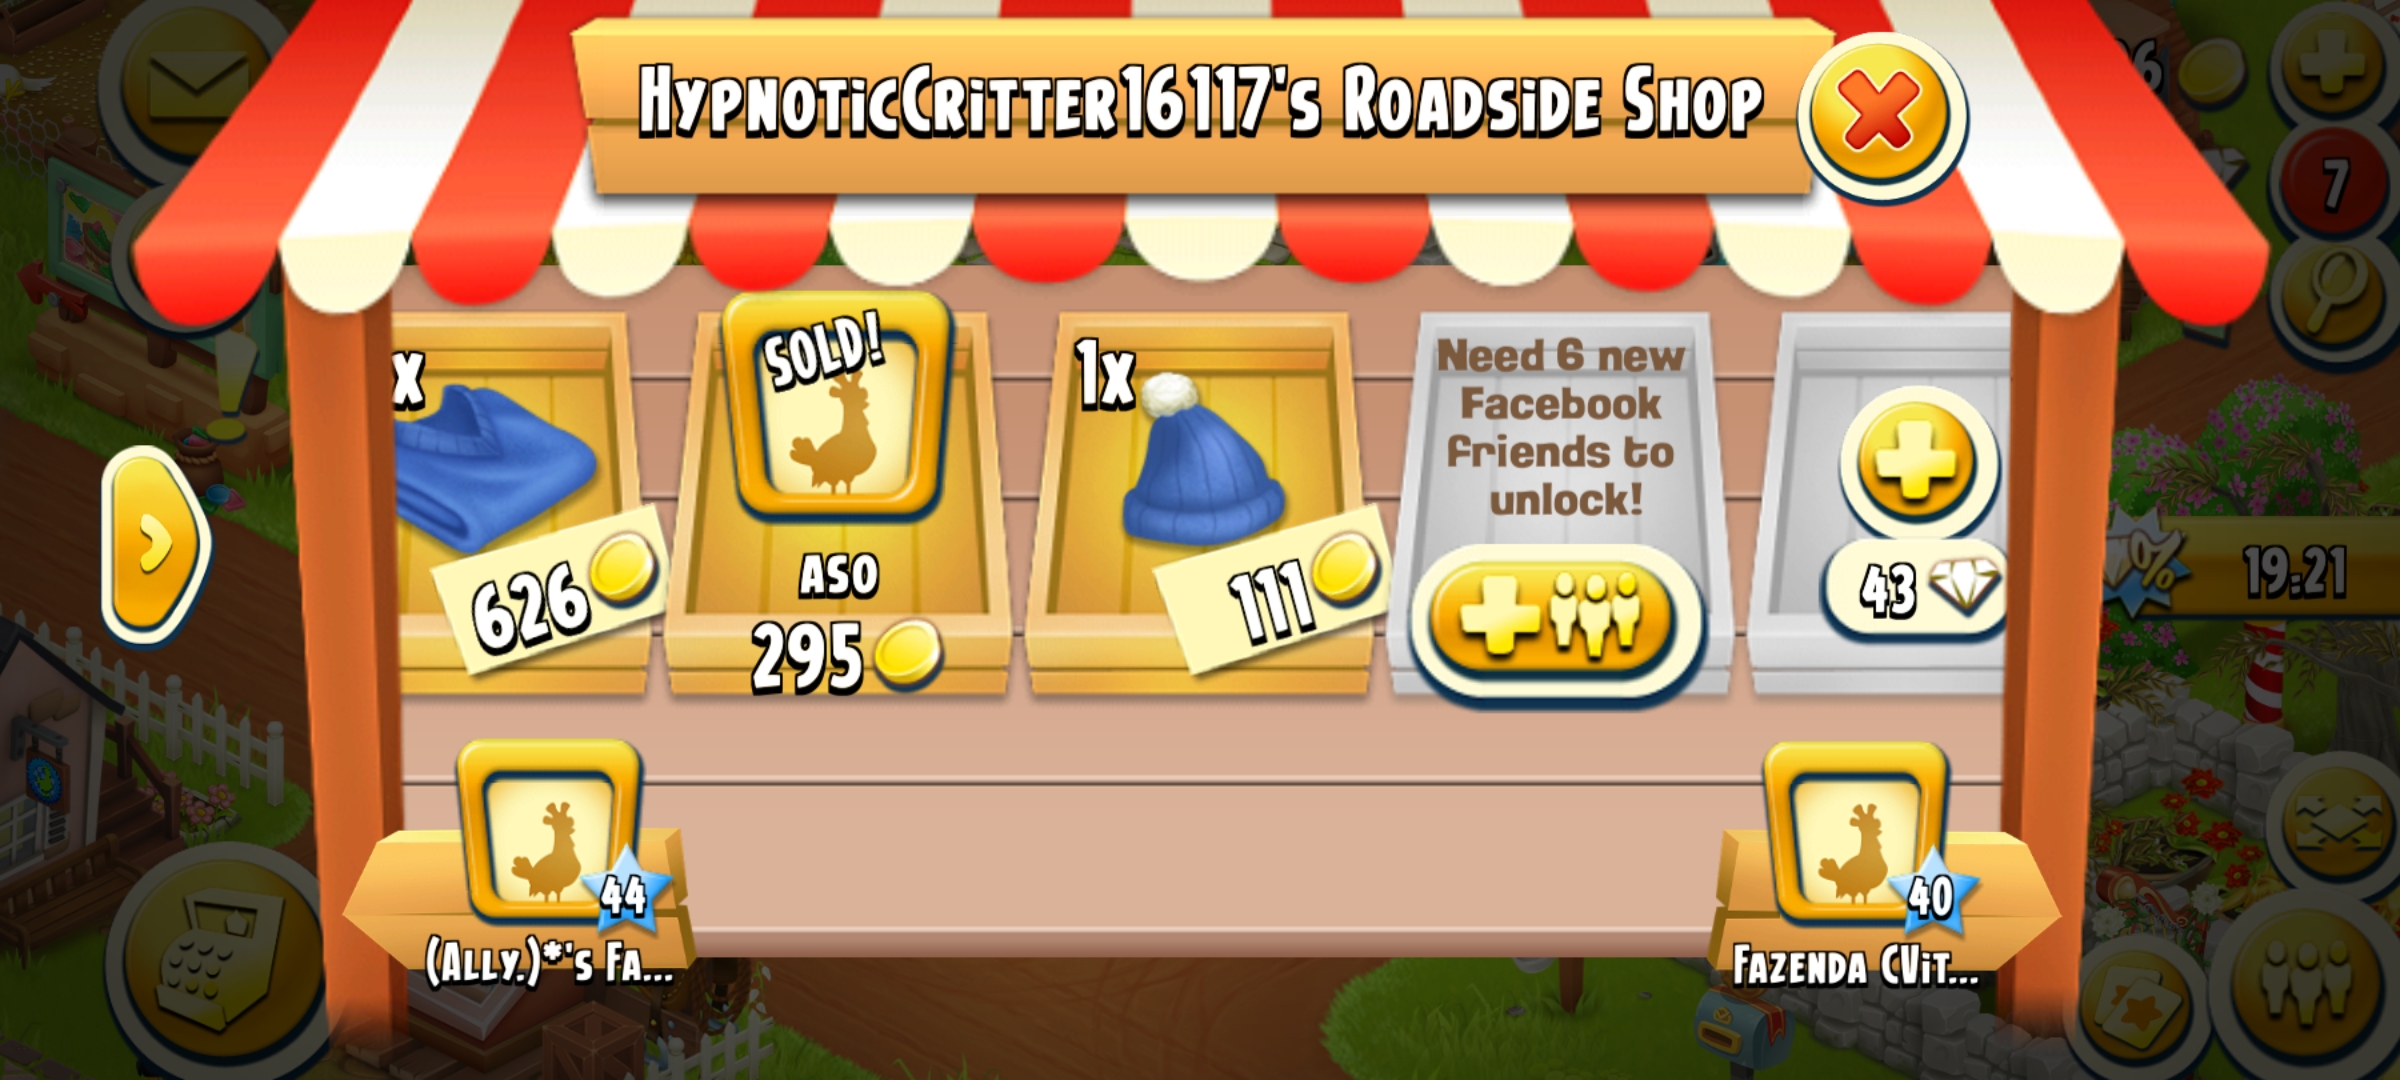 HypnoticCritter16117's Roadside Shop
7
x
626
SOLD!
ASO
295
1x
111
Need 6 new
Facebook
friends to
unlock!
43
19:21
44
(Ally.)*'s Fa...
40
Fazenda CVit...